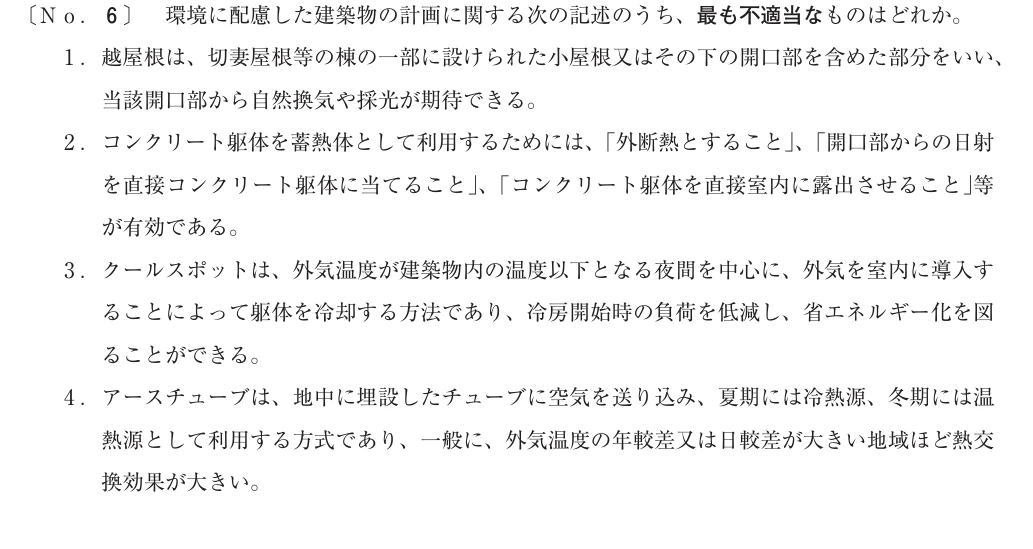 〔Ｎｏ．６〕　環境に配慮した建築物の計画に関する次の記述のうち、最も不適当なものはどれか。
１．越屋根は、切妻屋根等の棟の一部に設けられた小屋根又はその下の開口部を含めた部分をいい、
当該開口部から自然換気や採光が期待できる。
２．コンクリート躯体を蓄熱体として利用するためには、「外断熱とすること」、「開口部からの日射
を直接コンクリート躯体に当てること」、「コンクリート躯体を直接室内に露出させること」等
が有効である。
３．クールスポットは、外気温度が建築物内の温度以下となる夜間を中心に、外気を室内に導入す
ることによって躯体を冷却する方法であり、冷房開始時の負荷を低減し、省エネルギー化を図
ることができる。
４．アースチューブは、地中に埋設したチューブに空気を送り込み、夏期には冷熱源、冬期には温
熱源として利用する方式であり、一般に、外気温度の年較差又は日較差が大きい地域ほど熱交
換効果が大きい。